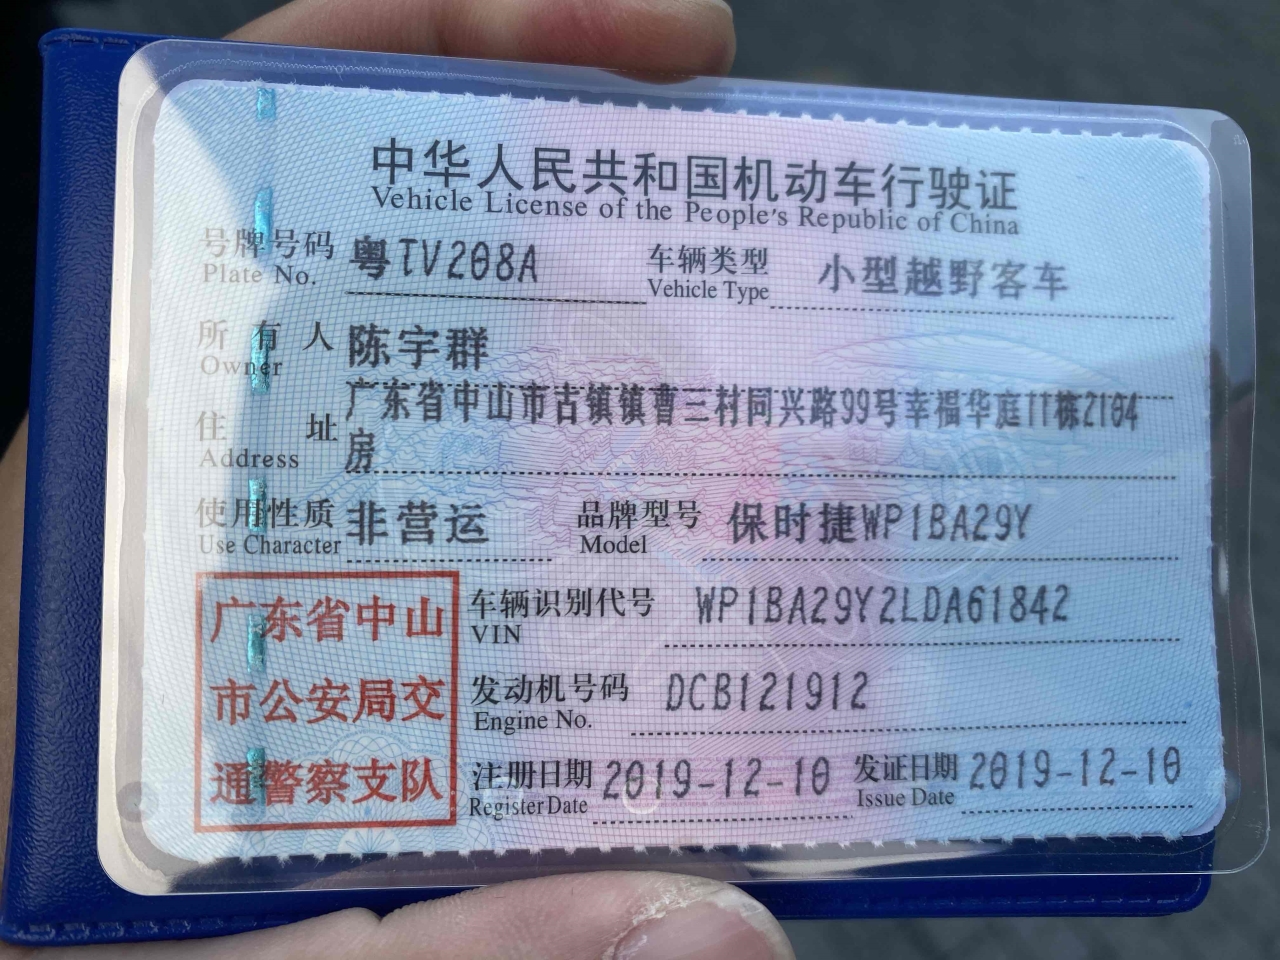 中华人民共和国机动车行驶证
Vehicle License of the People's Republic of China
号牌号码 粤TV208A 车辆类型 小型越野客车
Plate No. Vehicle Type
所有人 陈宇群
Owner
住址 广东省中山市古镇镇曹三村同兴路99号幸福华庭11栋2104
Address 房
使用性质 非营运 品牌型号 保时捷WP1BA29Y
Use Character Model
广东省中山
市公安局交
通警察支队
车辆识别代号 WP1BA29Y2LDA61842
VIN
发动机号码 DCB121912
Engine No.
注册日期 2019-12-10 发证日期 2019-12-10
Register Date Issue Date